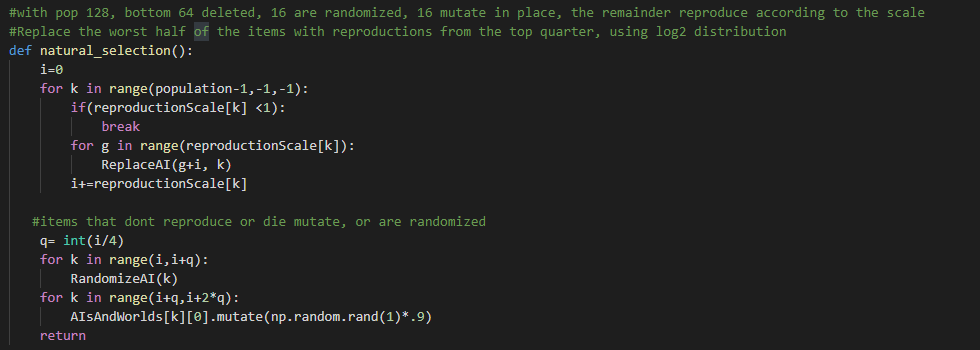 #with pop 128, bottom 64 deleted, 16 are randomized, 16 mutate in place, the remainder reproduce according to the scale
#Replace the worst half of the items with reproductions from the top quarter, using log2 distribution
def natural_selection():
    i=0
    for k in range(population-1,-1,-1):
        if(reproductionScale[k] <1):
            break
        for g in range(reproductionScale[k]):
            ReplaceAI(g+i, k)
        i+=reproductionScale[k]

   #items that dont reproduce or die mutate, or are randomized
    q= int(i/4)
    for k in range(i,i+q):
        RandomizeAI(k)
    for k in range(i+q,i+2*q):
        AIsAndWorlds[k][0].mutate(np.random.rand(1)*.9)
    return